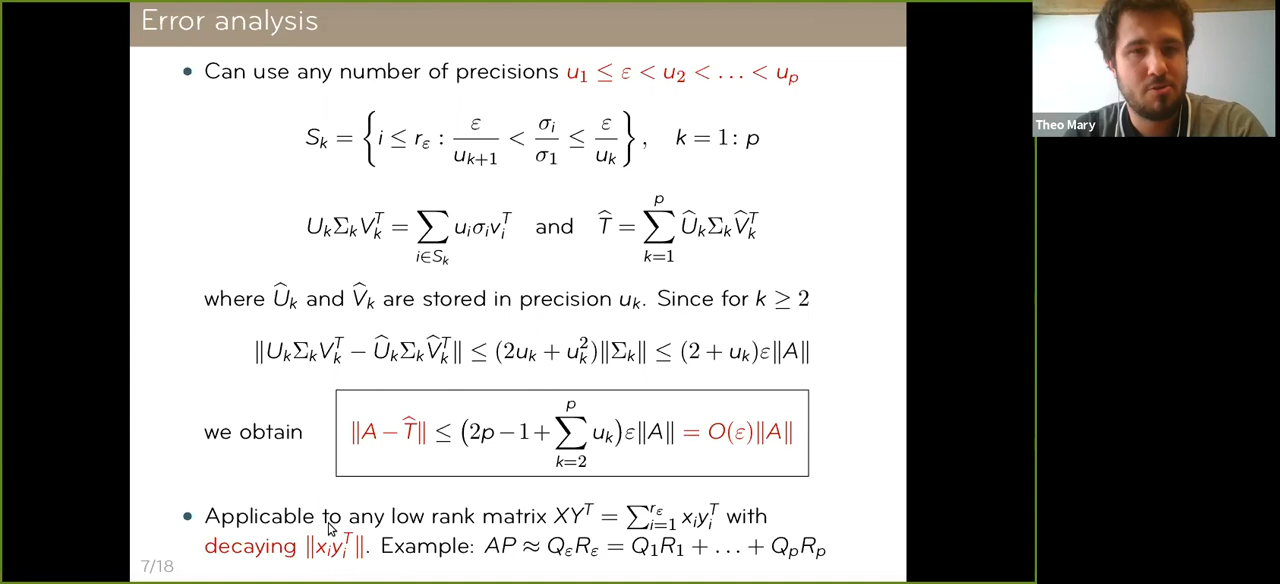 Error analysis
• Can use any number of precisions u₁ ≤ ε < u₂ < … < uₚ
Sₖ = { i ≤ r_ε : ε/uₖ₊₁ < σᵢ/σ₁ ≤ ε/uₖ }, k = 1: p
UₖΣₖVₖᵀ = ∑_{i∈Sₖ} uᵢσᵢvᵢᵀ and T̂ = ∑_{k=1}^{p} ÛₖΣₖV̂ₖᵀ
where Ûₖ and V̂ₖ are stored in precision uₖ. Since for k ≥ 2
‖UₖΣₖVₖᵀ − ÛₖΣₖV̂ₖᵀ‖ ≤ (2uₖ + uₖ²)‖Σₖ‖ ≤ (2 + uₖ)ε‖A‖
we obtain ‖A − T̂‖ ≤ (2p − 1 + ∑_{k=2}^{p} uₖ)ε‖A‖ = O(ε)‖A‖
• Applicable to any low rank matrix XYᵀ = ∑_{i=1}^{r_ε} xᵢyᵢᵀ with
decaying ‖xᵢyᵢᵀ‖. Example: AP ≈ Q_εR_ε = Q₁R₁ + … + QₚRₚ
7/18
Theo Mary